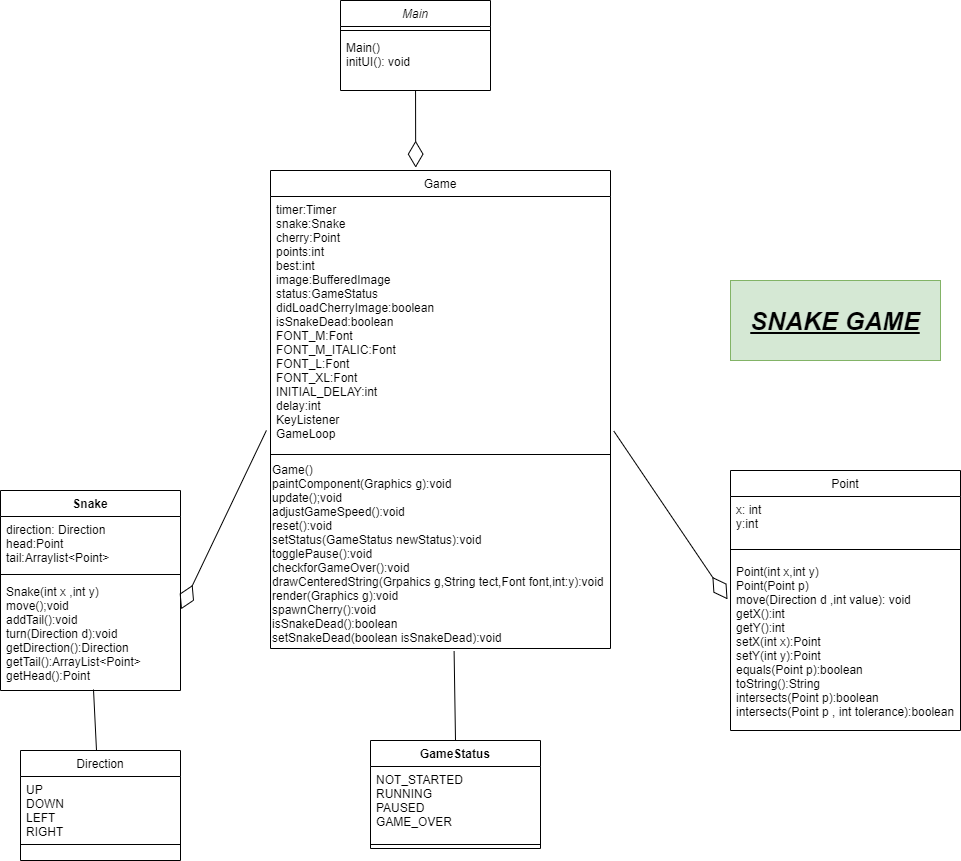 Main
Main()
initUI(): void
Game
timer:Timer
snake:Snake
cherry:Point
points:int
best:int
image:BufferedImage
status:GameStatus
didLoadCherryImage:boolean
isSnakeDead:boolean
FONT_M:Font
FONT_M_ITALIC:Font
FONT_L:Font
FONT_XL:Font
INITIAL_DELAY:int
delay:int
KeyListener
GameLoop
Game()
paintComponent(Graphics g):void
update();void
adjustGameSpeed():void
reset():void
setStatus(GameStatus newStatus):void
togglePause():void
checkforGameOver():void
drawCenteredString(Grpahics g,String tect,Font font,int:y):void
render(Graphics g):void
spawnCherry():void
isSnakeDead():boolean
setSnakeDead(boolean isSnakeDead):void
SNAKE GAME
Snake
direction: Direction
head:Point
tail:Arraylist<Point>
Snake(int x ,int y)
move();void
addTail():void
turn(Direction d):void
getDirection():Direction
getTail():ArrayList<Point>
getHead():Point
Point
x: int
y:int
Point(int x,int y)
Point(Point p)
move(Direction d ,int value): void
getX():int
getY():int
setX(int x):Point
setY(int y):Point
equals(Point p):boolean
toString():String
intersects(Point p):boolean
intersects(Point p , int tolerance):boolean
Direction
UP
DOWN
LEFT
RIGHT
GameStatus
NOT_STARTED
RUNNING
PAUSED
GAME_OVER